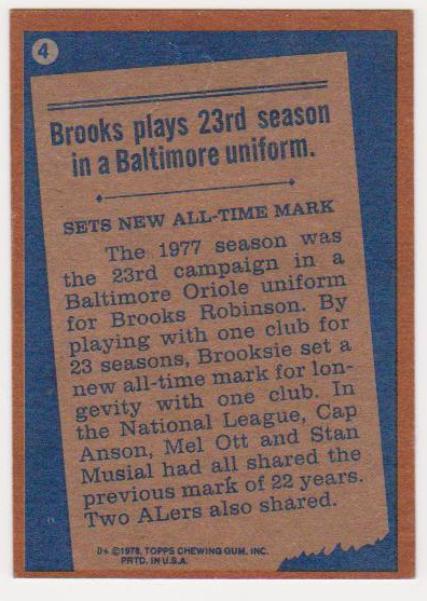 4
Brooks plays 23rd season
in a Baltimore uniform.
SETS NEW ALL-TIME MARK
The 1977 season was
the 23rd campaign in a
Baltimore Oriole uniform
for Brooks Robinson. By
playing with one club for
23 seasons, Brooksie set a
new all-time mark for lon-
gevity with one club. In
the National League, Cap
Anson, Mel Ott and Stan
Musial had all shared the
previous mark of 22 years.
Two ALers also shared.
D* ©1978, TOPPS CHEWING GUM, INC.
PRTD. IN U.S.A.